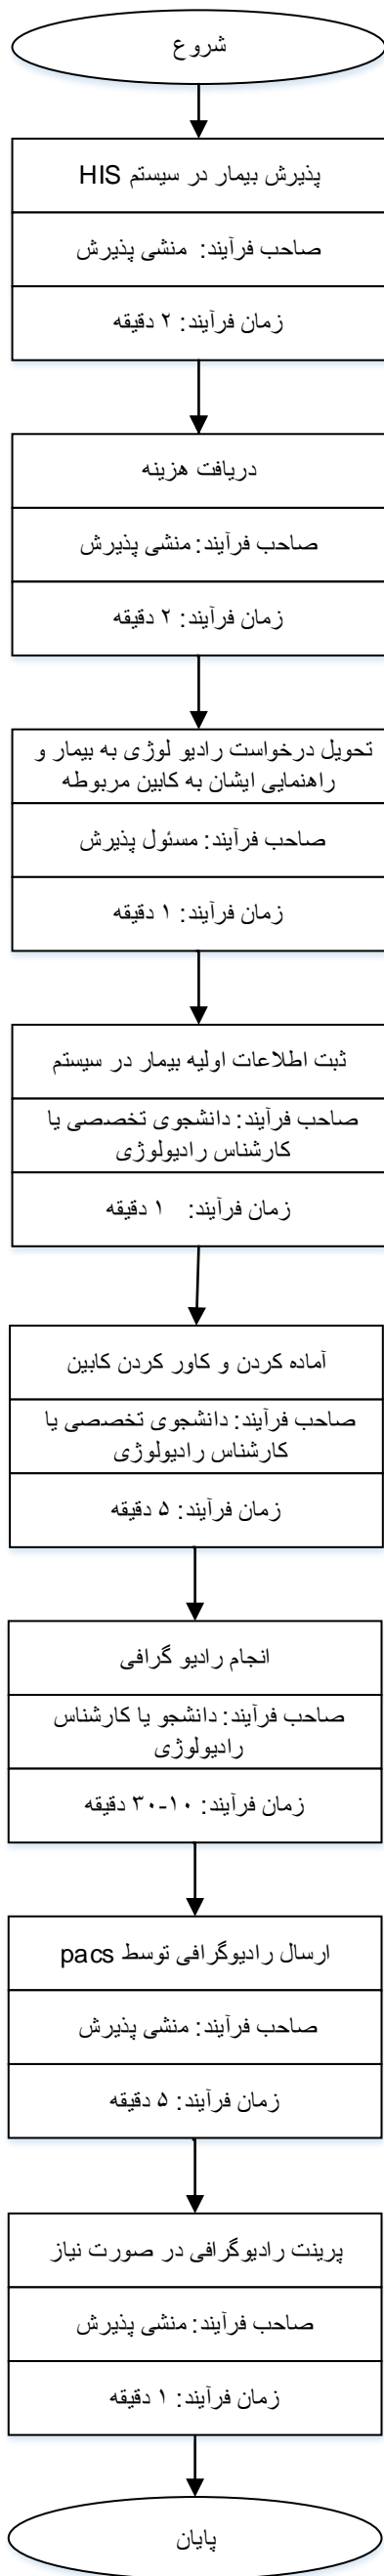 شروع
پذیرش بیمار در سیستم HIS
صاحب فرآیند: منشی پذیرش
زمان فرآیند: ۲ دقیقه
دریافت هزینه
صاحب فرآیند: منشی پذیرش
زمان فرآیند: ۲ دقیقه
تحویل درخواست رادیو لوژی به بیمار و
راهنمایی ایشان به کابین مربوطه
صاحب فرآیند: مسئول پذیرش
زمان فرآیند: ۱ دقیقه
ثبت اطلاعات اولیه بیمار در سیستم
صاحب فرآیند: دانشجوی تخصصی یا
کارشناس رادیولوژی
زمان فرآیند: ۱ دقیقه
آماده کردن و کاور کردن کابین
صاحب فرآیند: دانشجوی تخصصی یا
کارشناس رادیولوژی
زمان فرآیند: ۵ دقیقه
انجام رادیو گرافی
صاحب فرآیند: دانشجو یا کارشناس
رادیولوژی
زمان فرآیند: ۱۰-۳۰ دقیقه
ارسال رادیوگرافی توسط pacs
صاحب فرآیند: منشی پذیرش
زمان فرآیند: ۵ دقیقه
پرینت رادیوگرافی در صورت نیاز
صاحب فرآیند: منشی پذیرش
زمان فرآیند: ۱ دقیقه
پایان